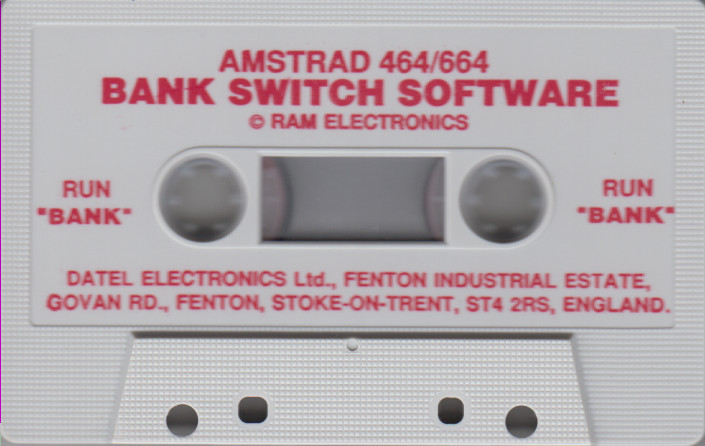 AMSTRAD 464/664
BANK SWITCH SOFTWARE™
© RAM ELECTRONICS
RUN
"BANK"
RUN
"BANK"
DATEL ELECTRONICS Ltd., FENTON INDUSTRIAL ESTATE,
GOVAN RD., FENTON, STOKE-ON-TRENT, ST4 2RS, ENGLAND.